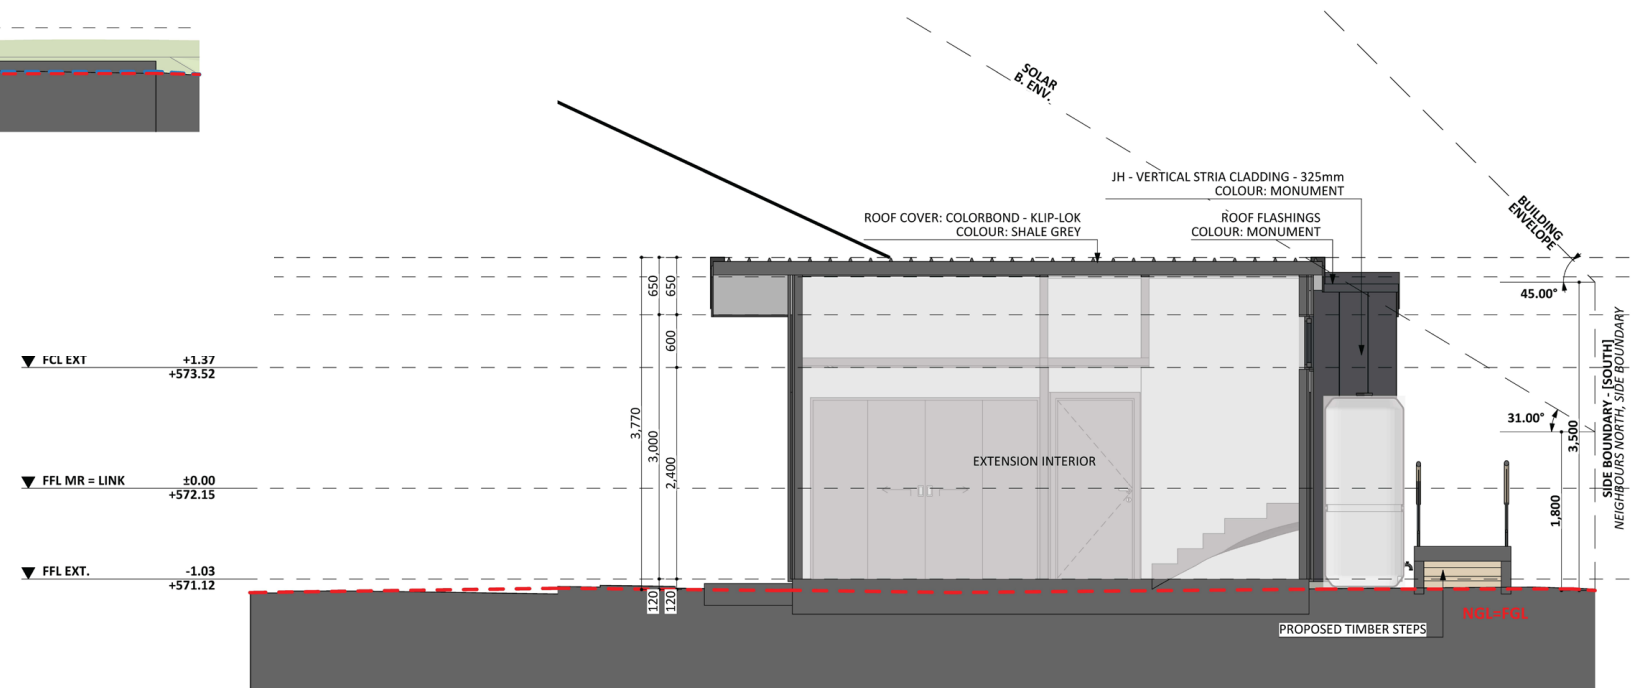 SOLAR
B. ENV.
JH - VERTICAL STRIA CLADDING - 325mm
COLOUR: MONUMENT
ROOF COVER: COLORBOND - KLIP-LOK
COLOUR: SHALE GREY
ROOF FLASHINGS
COLOUR: MONUMENT
BUILDING
ENVELOPE
45.00°
650
650
600
FCL EXT +1.37
+573.52
3,770
3,000
2,400
31.00°
3,500
SIDE BOUNDARY - [SOUTH]
NEIGHBOURS NORTH, SIDE BOUNDARY
EXTENSION INTERIOR
FFL MR = LINK ±0.00
+572.15
1,800
FFL EXT. -1.03
+571.12
120
120
NGL=FGL
PROPOSED TIMBER STEPS